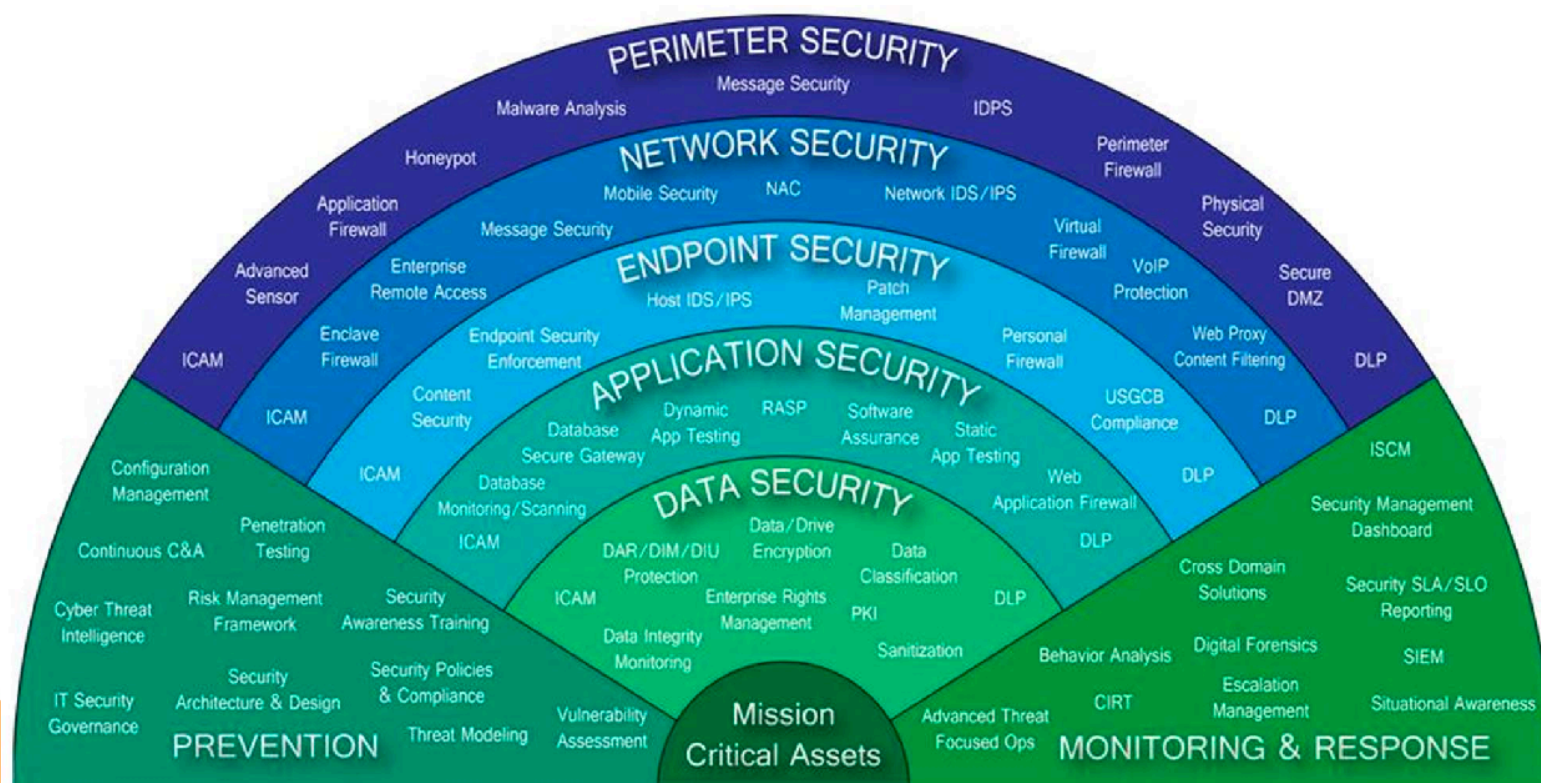 PERIMETER SECURITY
Message Security
Malware Analysis
IDPS
Honeypot
Perimeter
Firewall
Application
Firewall
Physical
Security
Advanced
Sensor
Secure
DMZ
ICAM
DLP
NETWORK SECURITY
Mobile Security
NAC
Network IDS/IPS
Message Security
Virtual
Firewall
Enterprise
Remote Access
VoIP
Protection
Enclave
Firewall
Web Proxy
Content Filtering
ICAM
DLP
ENDPOINT SECURITY
Host IDS/IPS
Patch
Management
Endpoint Security
Enforcement
Personal
Firewall
Content
Security
USGCB
Compliance
ICAM
DLP
APPLICATION SECURITY
Dynamic
App Testing
RASP
Software
Assurance
Database
Secure Gateway
Static
App Testing
Database
Monitoring/Scanning
Web
Application Firewall
ICAM
DLP
DATA SECURITY
Data/Drive
Encryption
DAR/DIM/DIU
Protection
Data
Classification
ICAM
Enterprise Rights
Management
PKI
DLP
Data Integrity
Monitoring
Sanitization
Mission
Critical Assets
Configuration
Management
Penetration
Testing
Continuous C&A
Cyber Threat
Intelligence
Risk Management
Framework
Security
Awareness Training
IT Security
Governance
Security
Architecture & Design
Security Policies
& Compliance
Threat Modeling
Vulnerability
Assessment
PREVENTION
ISCM
Security Management
Dashboard
Cross Domain
Solutions
Security SLA/SLO
Reporting
Behavior Analysis
Digital Forensics
SIEM
Advanced Threat
Focused Ops
CIRT
Escalation
Management
Situational Awareness
MONITORING & RESPONSE